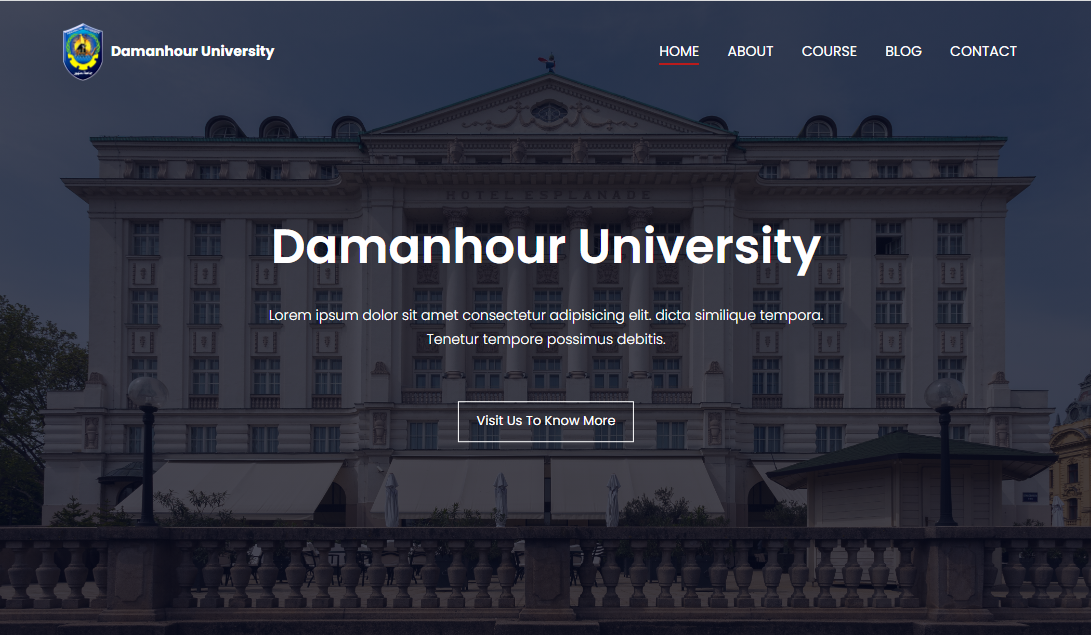 Damanhour University
HOME ABOUT COURSE BLOG CONTACT
HOTEL ESPLANADE
Damanhour University
Lorem ipsum dolor sit amet consectetur adipisicing elit. dicta similique tempora.
Tenetur tempore possimus debitis.
Visit Us To Know More